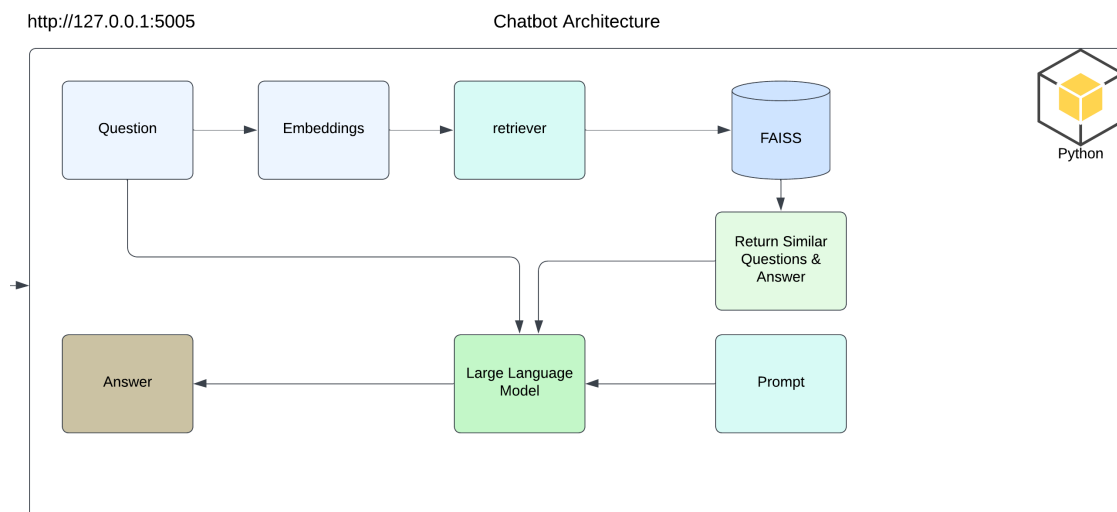 http://127.0.0.1:5005
Chatbot Architecture
Question
Embeddings
retriever
FAISS
Python
Return Similar
Questions &
Answer
Answer
Large Language
Model
Prompt